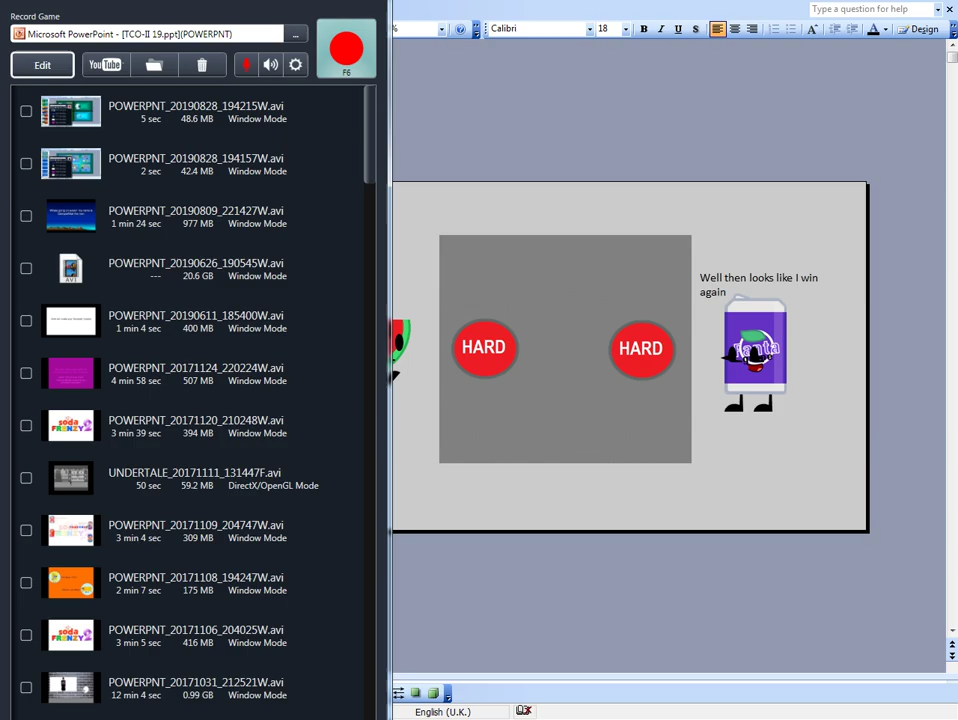 Record Game
Microsoft PowerPoint - [TCO-II 19.ppt](POWERPNT)
...
F6
Edit
YouTube
POWERPNT_20190828_194215W.avi
5 sec 48.6 MB Window Mode
POWERPNT_20190828_194157W.avi
2 sec 42.4 MB Window Mode
POWERPNT_20190809_221427W.avi
1 min 24 sec 977 MB Window Mode
AVI
POWERPNT_20190626_190545W.avi
--- 20.6 GB Window Mode
POWERPNT_20190611_185400W.avi
1 min 4 sec 400 MB Window Mode
POWERPNT_20171124_220224W.avi
4 min 58 sec 507 MB Window Mode
soda
FRENZY2
POWERPNT_20171120_210248W.avi
3 min 39 sec 394 MB Window Mode
UNDERTALE_20171111_131447F.avi
50 sec 59.2 MB DirectX/OpenGL Mode
POWERPNT_20171109_204747W.avi
3 min 4 sec 309 MB Window Mode
POWERPNT_20171108_194247W.avi
2 min 7 sec 175 MB Window Mode
soda
FRENZY2
POWERPNT_20171106_204025W.avi
3 min 5 sec 416 MB Window Mode
POWERPNT_20171031_212521W.avi
12 min 4 sec 0.99 GB Window Mode
Type a question for help
%
Calibri
18
B I U S
A
A
Design
Well then looks like I win
again
HARD
HARD
Fanta
English (U.K.)